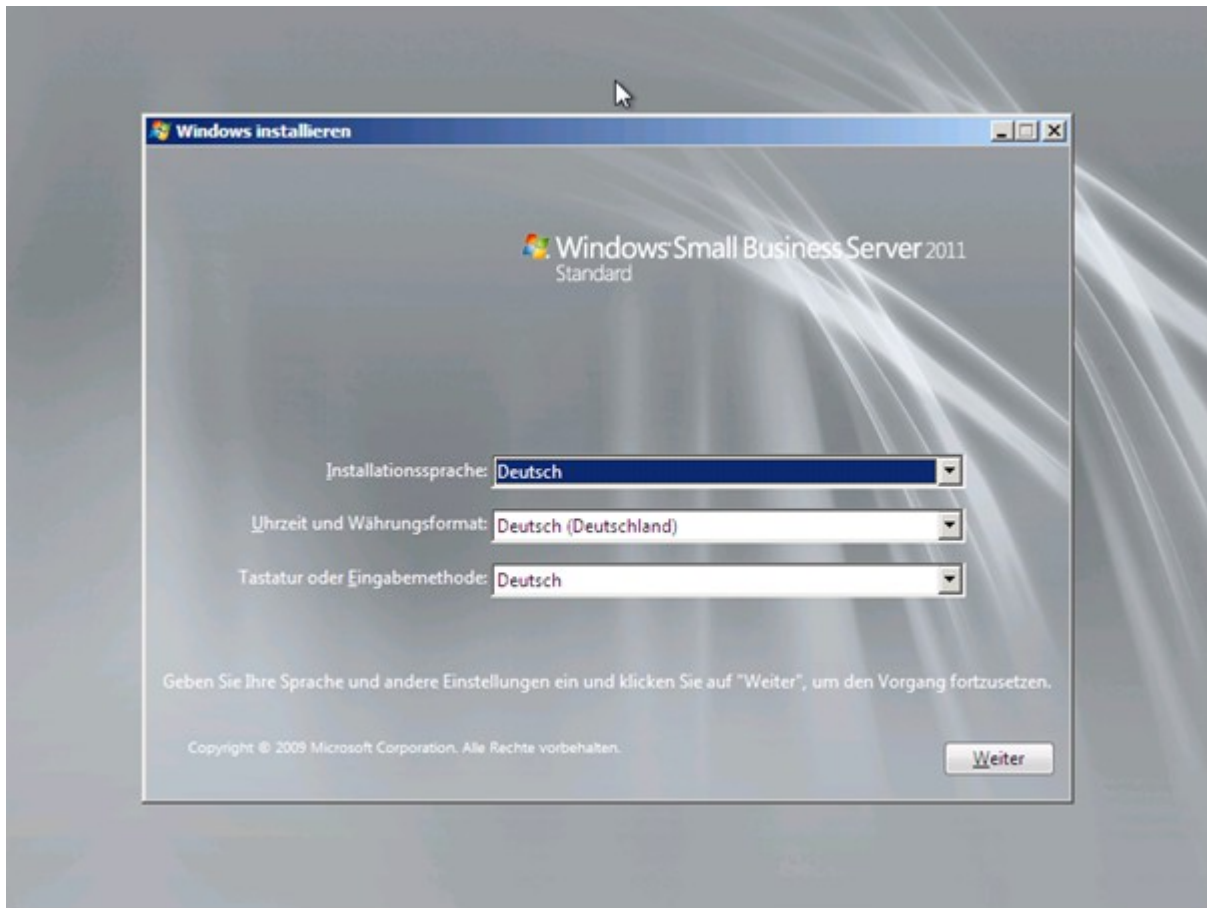 Windows installieren
Windows Small Business Server 2011
Standard
Installationssprache: Deutsch
Uhrzeit und Währungsformat: Deutsch (Deutschland)
Tastatur oder Eingabemethode: Deutsch
Geben Sie Ihre Sprache und andere Einstellungen ein und klicken Sie auf "Weiter", um den Vorgang fortzusetzen.
Copyright © 2009 Microsoft Corporation. Alle Rechte vorbehalten.
Weiter